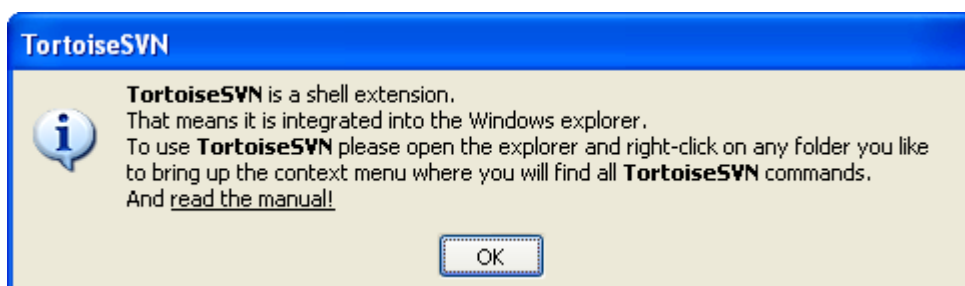 TortoiseSVN
TortoiseSVN is a shell extension.
That means it is integrated into the Windows explorer.
To use TortoiseSVN please open the explorer and right-click on any folder you like
to bring up the context menu where you will find all TortoiseSVN commands.
And read the manual!
OK